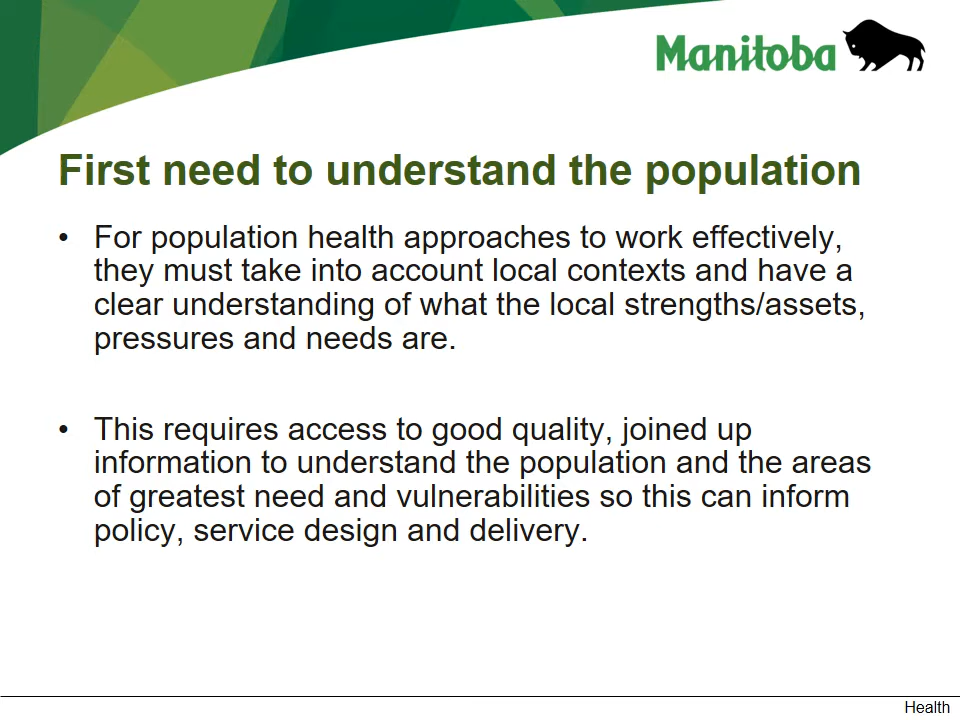 Manitoba
First need to understand the population
• For population health approaches to work effectively,
they must take into account local contexts and have a
clear understanding of what the local strengths/assets,
pressures and needs are.
• This requires access to good quality, joined up
information to understand the population and the areas
of greatest need and vulnerabilities so this can inform
policy, service design and delivery.
Health